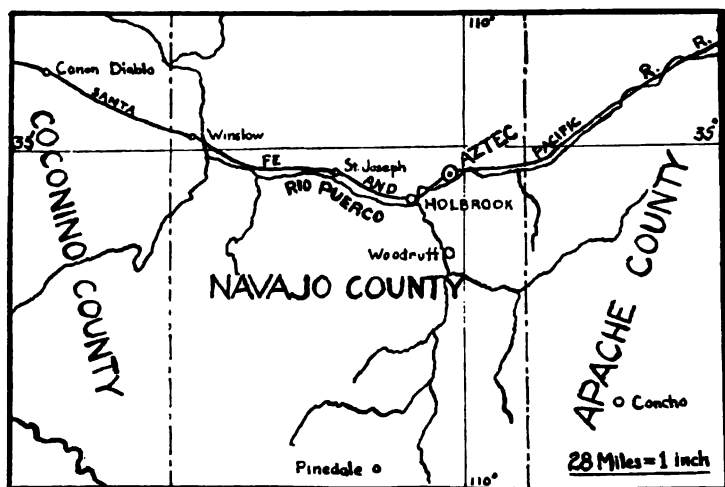 110°
Canon Diablo
SANTA
Winslow
35°
COCONINO COUNTY
FE
St. Joseph
AND
RIO PUERCO
AZTEC
PACIFIC
R. R.
35°
HOLBROOK
Woodrutt
NAVAJO COUNTY
APACHE COUNTY
Concho
Pinedale
110°
28 Miles = 1 inch